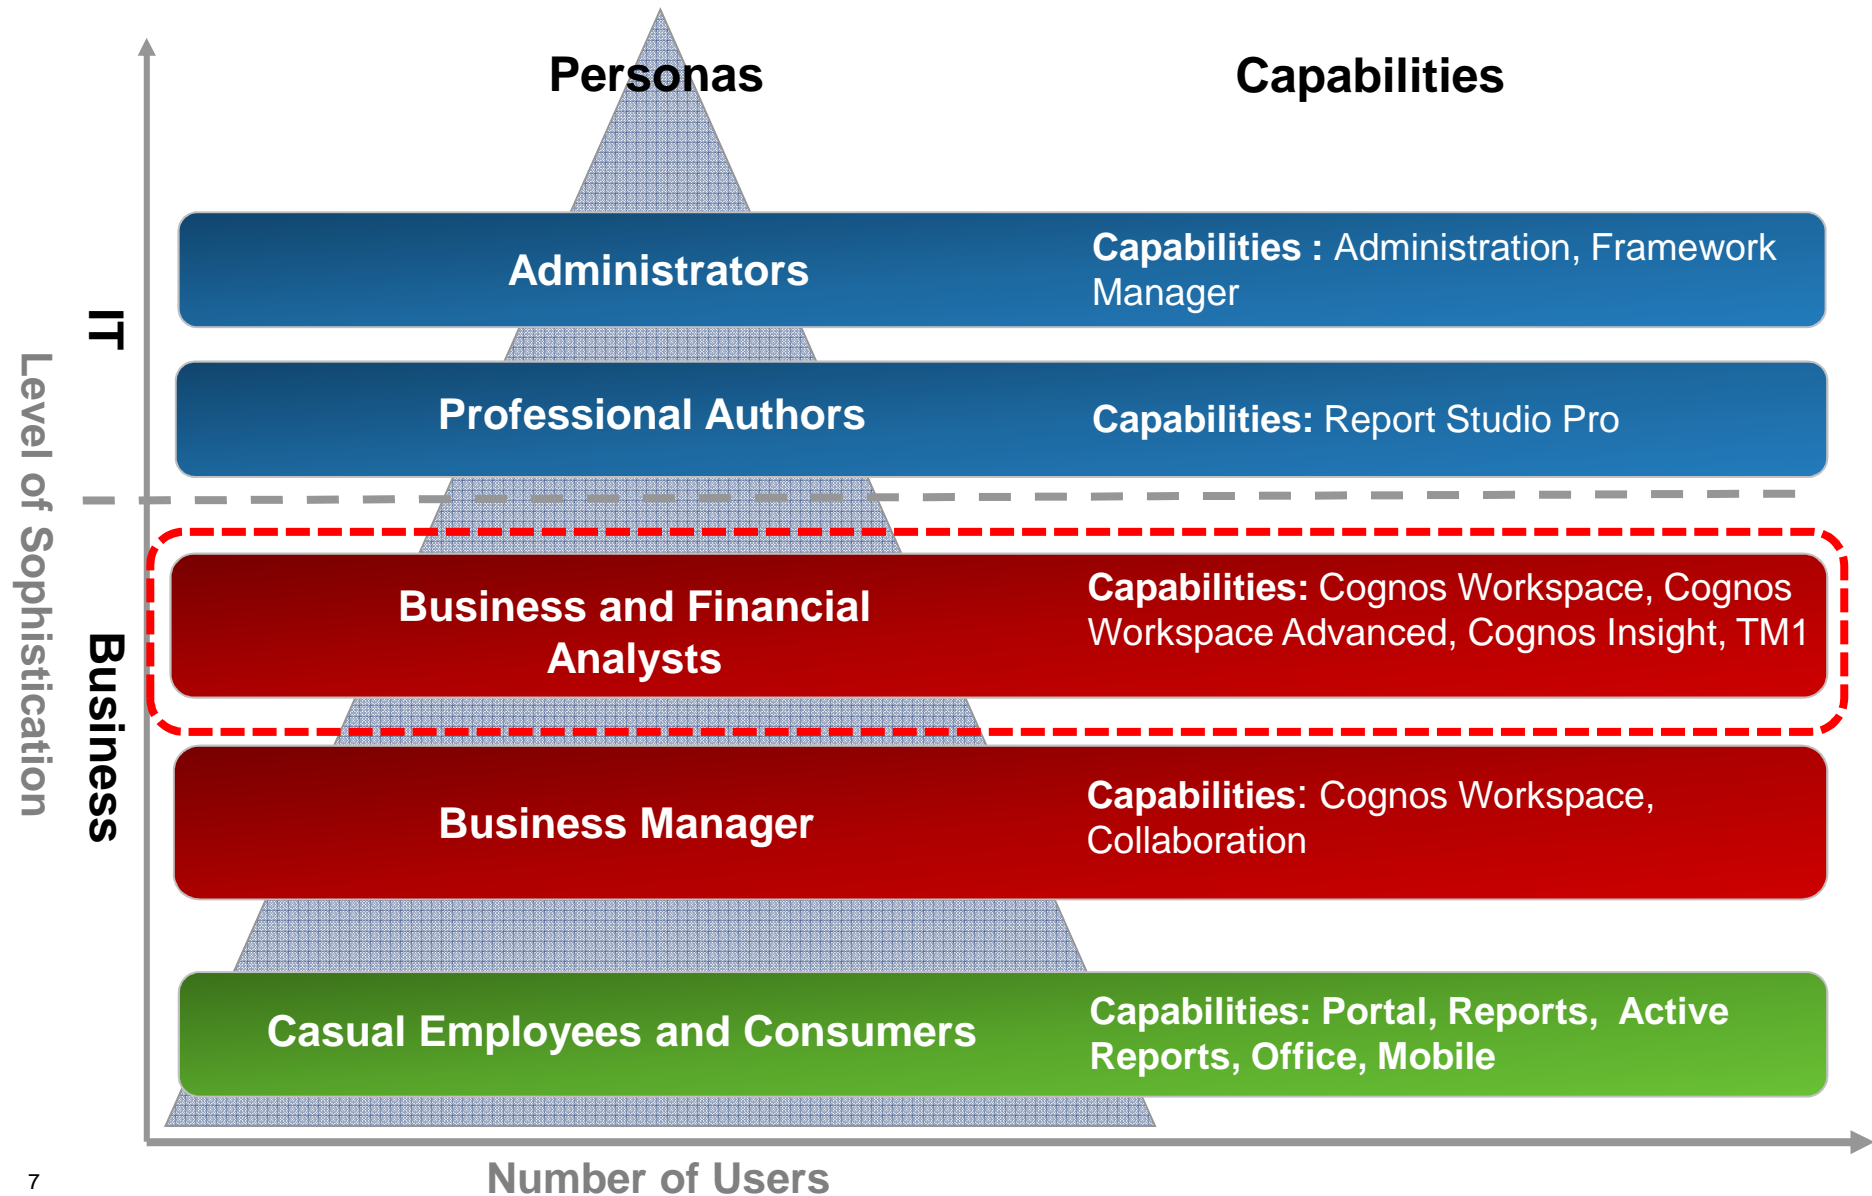 Personas
Capabilities
IT
Level of Sophistication
Business
Administrators
Capabilities : Administration, Framework
Manager
Professional Authors
Capabilities: Report Studio Pro
Business and Financial
Analysts
Capabilities: Cognos Workspace, Cognos
Workspace Advanced, Cognos Insight, TM1
Business Manager
Capabilities: Cognos Workspace,
Collaboration
Casual Employees and Consumers
Capabilities: Portal, Reports, Active
Reports, Office, Mobile
Number of Users
7